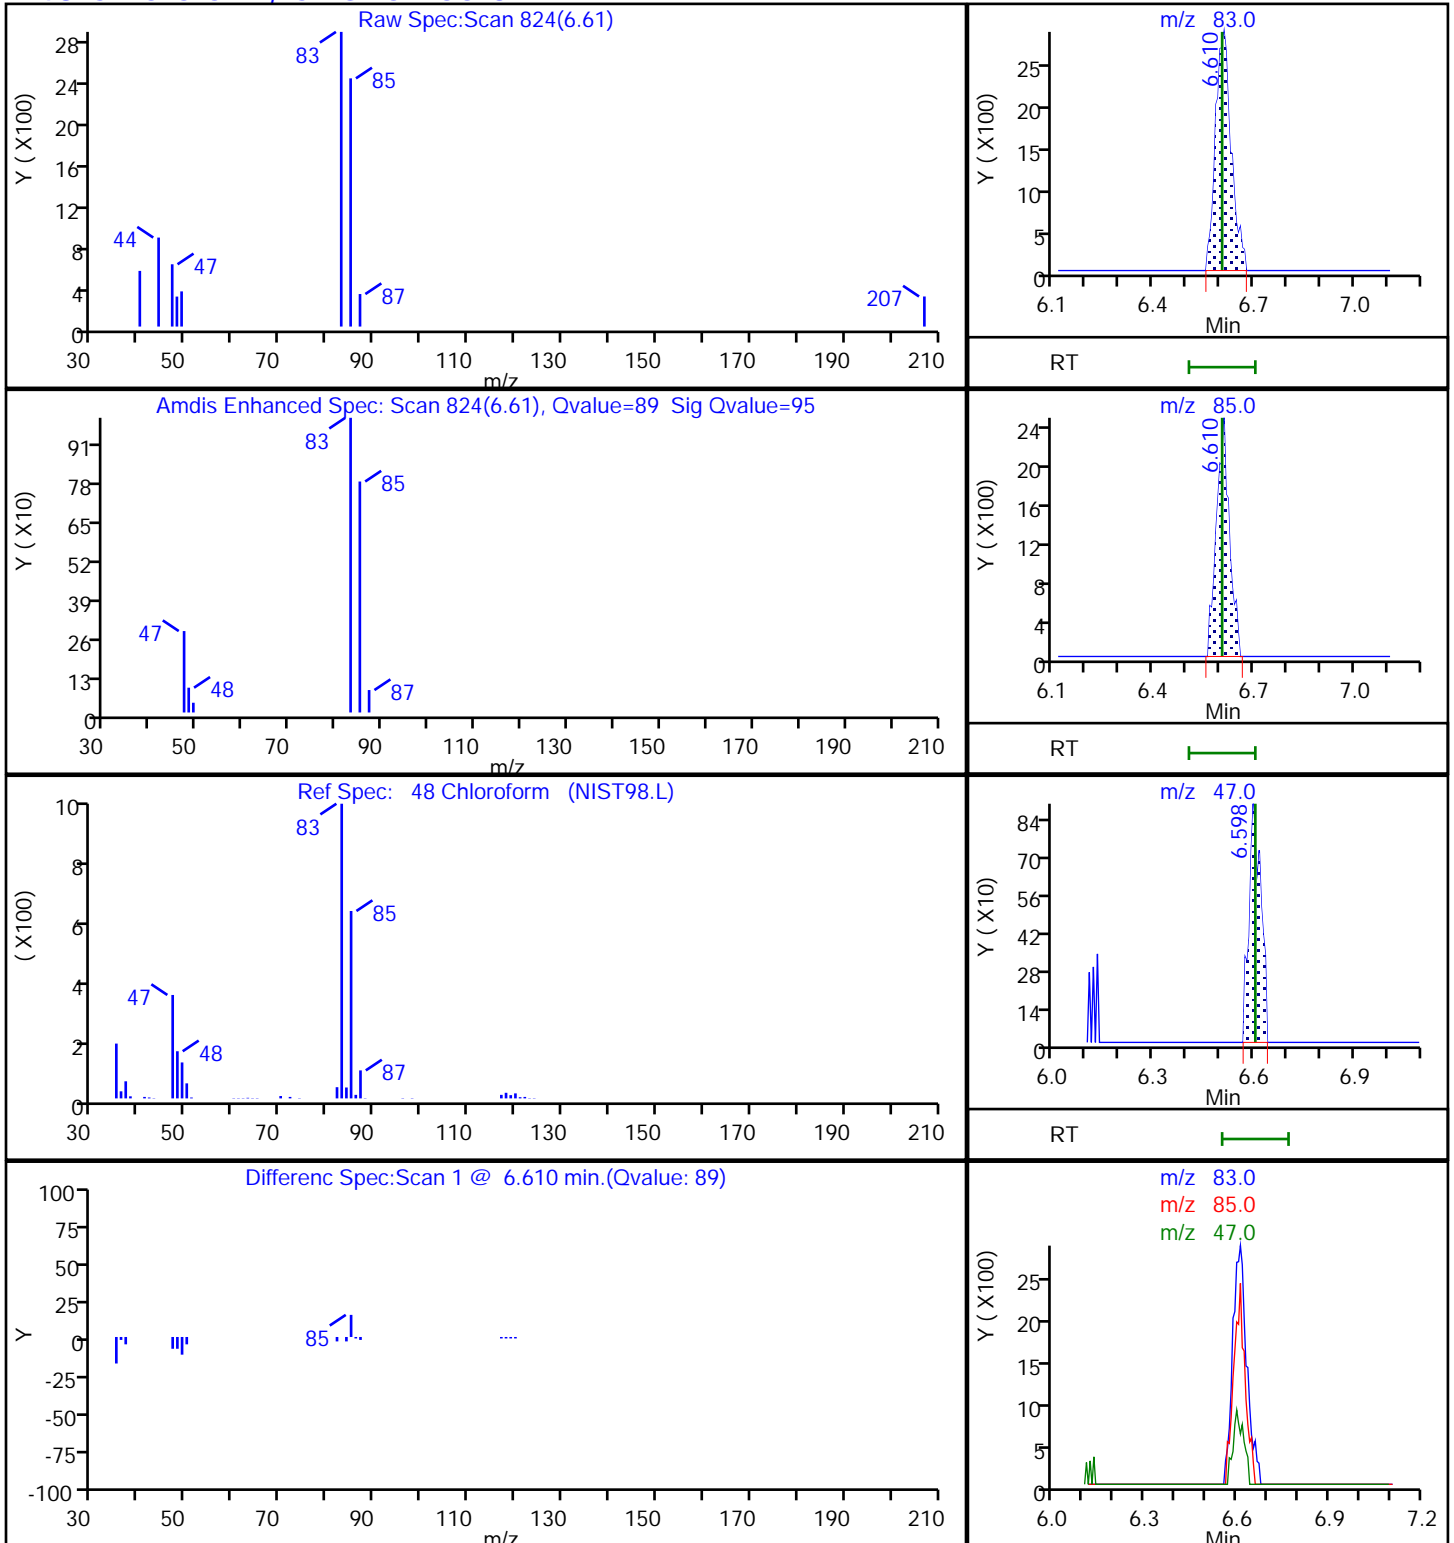 Raw Spec:Scan 824(6.61)
Y ( X100)
28
24
20
16
12
8
4
0
83
85
44
47
87
207
30 50 70 90 110 130 150 170 190 210
m/z
m/z 83.0
Y ( X100)
25
20
15
10
5
0
6.610
6.1 6.4 6.7 7.0
Min
RT
Amdis Enhanced Spec: Scan 824(6.61), Qvalue=89 Sig Qvalue=95
Y ( X10)
91
78
65
52
39
26
13
0
83
85
47
48
87
30 50 70 90 110 130 150 170 190 210
m/z
m/z 85.0
Y ( X100)
24
20
16
12
8
4
0
6.610
6.1 6.4 6.7 7.0
Min
RT
Ref Spec: 48 Chloroform (NIST98.L)
( X100)
10
8
6
4
2
0
83
85
47
48
87
30 50 70 90 110 130 150 170 190 210
m/z 47.0
Y ( X10)
84
70
56
42
28
14
0
6.598
6.0 6.3 6.6 6.9
Min
RT
Differenc Spec:Scan 1 @ 6.610 min.(Qvalue: 89)
Y
100
75
50
25
0
-25
-50
-75
-100
85
30 50 70 90 110 130 150 170 190 210
m/z
m/z 83.0
m/z 85.0
m/z 47.0
Y ( X100)
25
20
15
10
5
0
6.0 6.3 6.6 6.9 7.2
Min